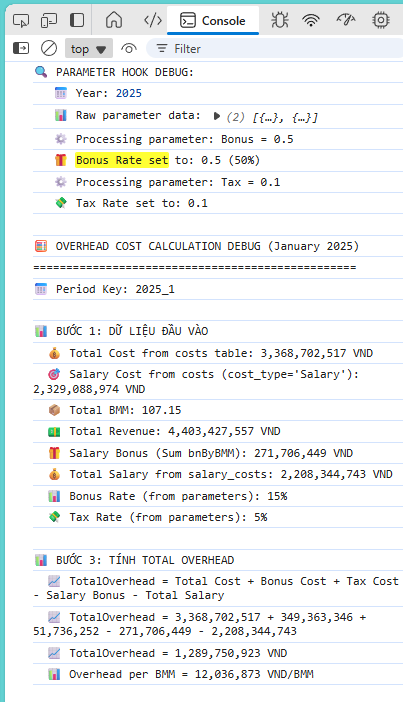 Console
top
Filter
PARAMETER HOOK DEBUG:
Year: 2025
Raw parameter data: ▶ (2) [{…}, {…}]
Processing parameter: Bonus = 0.5
Bonus Rate set to: 0.5 (50%)
Processing parameter: Tax = 0.1
Tax Rate set to: 0.1
OVERHEAD COST CALCULATION DEBUG (January 2025)
=================================================
Period Key: 2025_1
BƯỚC 1: DỮ LIỆU ĐẦU VÀO
Total Cost from costs table: 3,368,702,517 VND
Salary Cost from costs (cost_type='Salary'):
2,329,088,974 VND
Total BMM: 107.15
Total Revenue: 4,403,427,557 VND
Salary Bonus (Sum bnByBMM): 271,706,449 VND
Total Salary from salary_costs: 2,208,344,743 VND
Bonus Rate (from parameters): 15%
Tax Rate (from parameters): 5%
BƯỚC 3: TÍNH TOTAL OVERHEAD
TotalOverhead = Total Cost + Bonus Cost + Tax Cost
- Salary Bonus - Total Salary
TotalOverhead = 3,368,702,517 + 349,363,346 +
51,736,252 - 271,706,449 - 2,208,344,743
TotalOverhead = 1,289,750,923 VND
Overhead per BMM = 12,036,873 VND/BMM